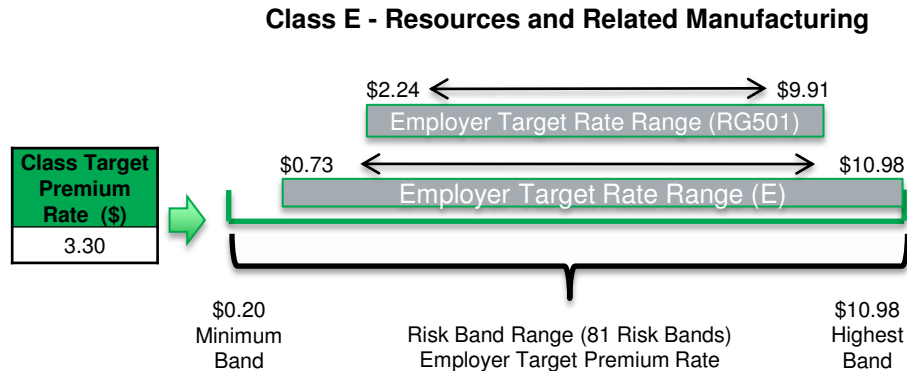 Class E - Resources and Related Manufacturing
$2.24 $9.91
Employer Target Rate Range (RG501)
$0.73 $10.98
Employer Target Rate Range (E)
Class Target
Premium
Rate ($)
3.30
$0.20
Minimum
Band
Risk Band Range (81 Risk Bands)
Employer Target Premium Rate
$10.98
Highest
Band